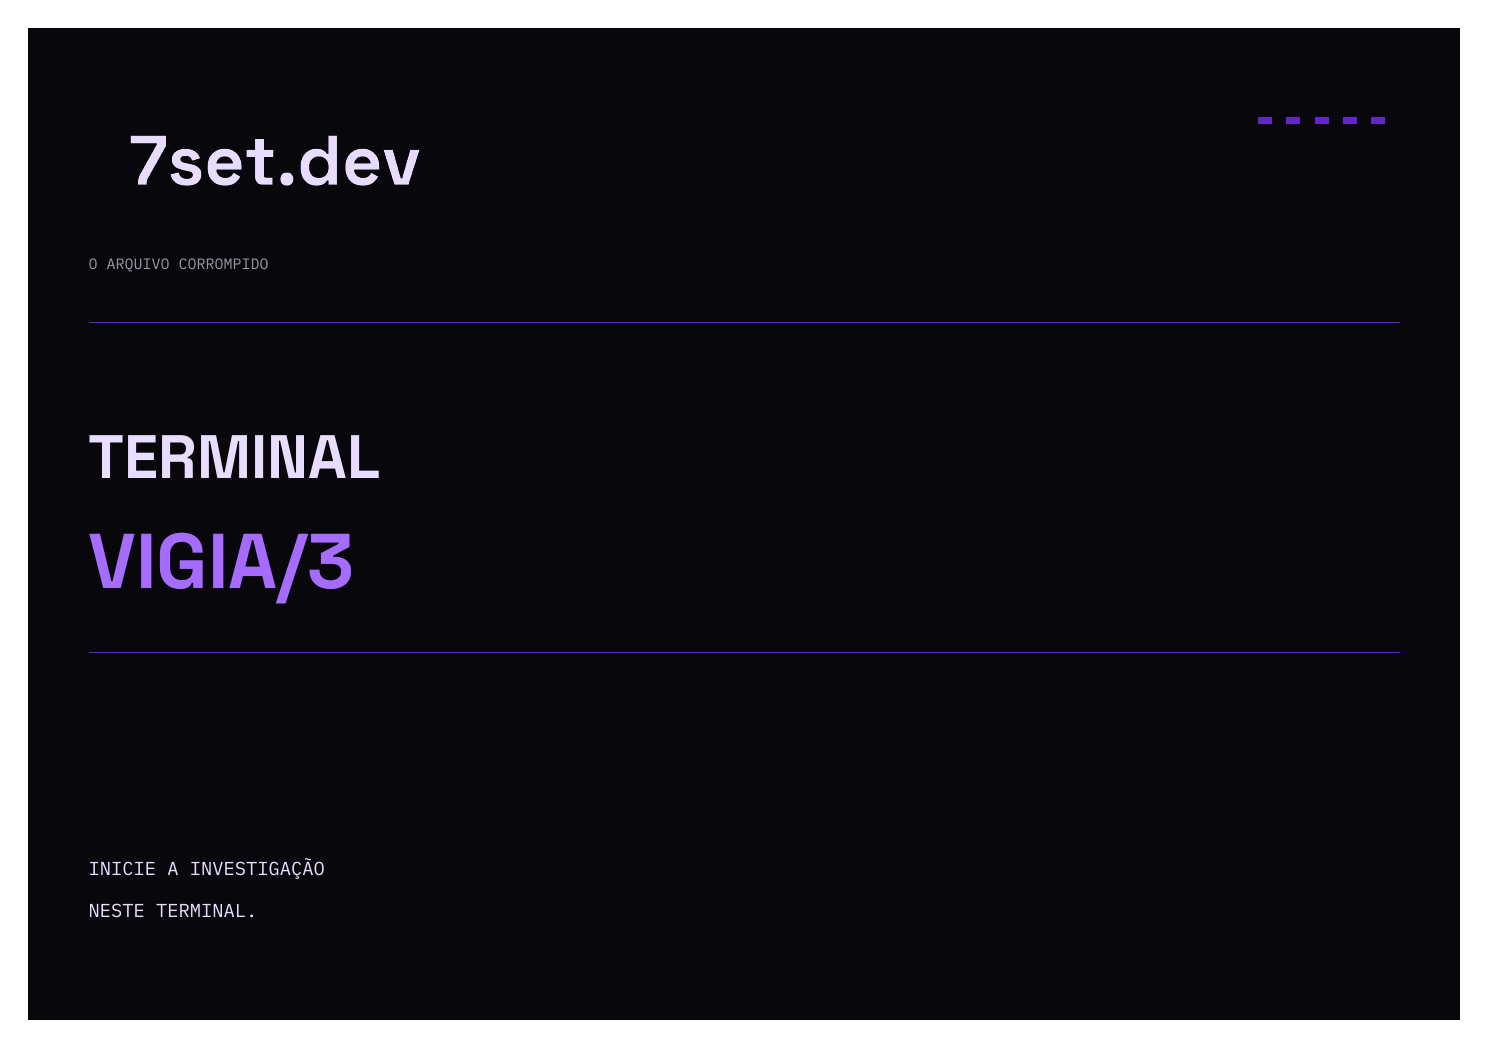 7set.dev
O ARQUIVO CORROMPIDO
TERMINAL
VIGIA/3
INICIE A INVESTIGAÇÃO
NESTE TERMINAL.